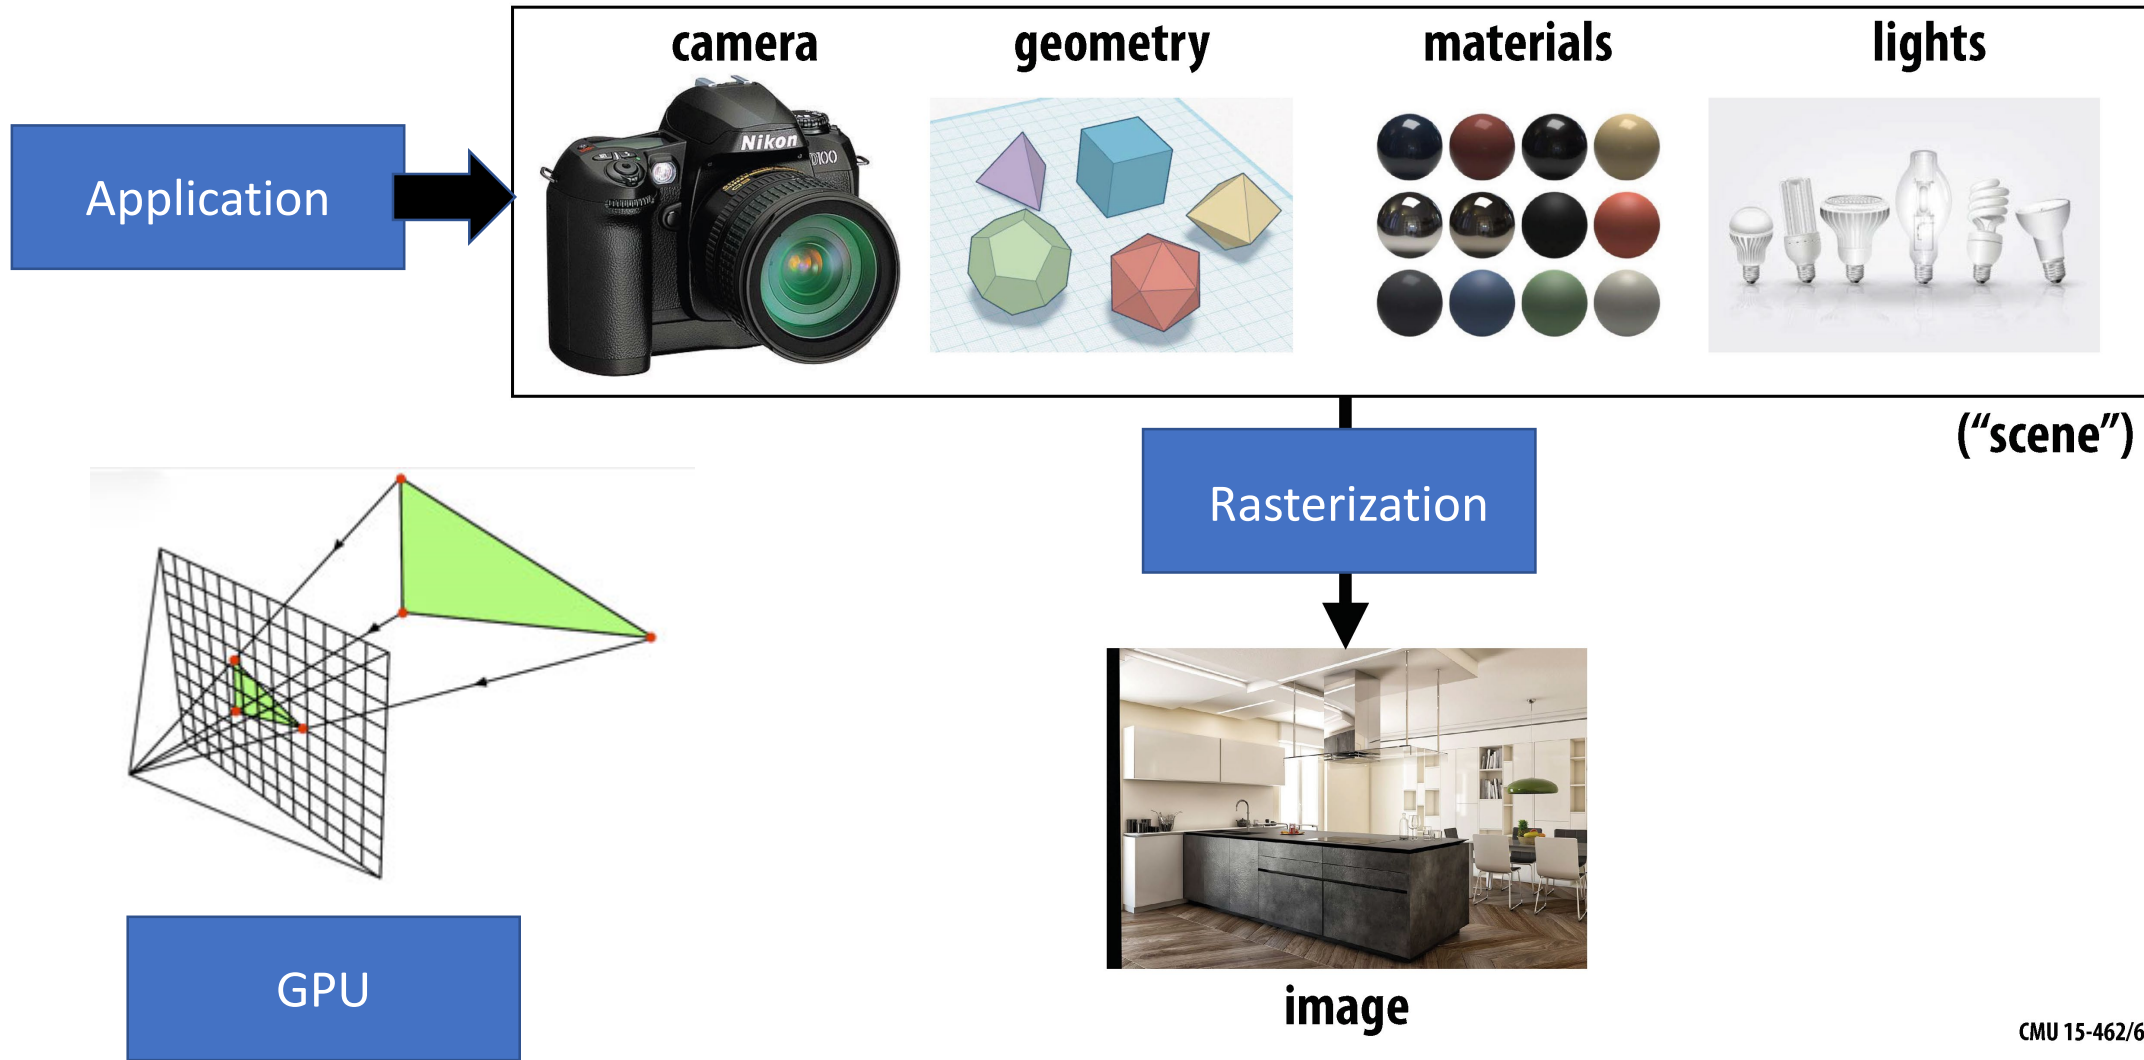 camera
geometry
materials
lights
Nikon
D100
Application
("scene")
Rasterization
GPU
image
CMU 15-462/6